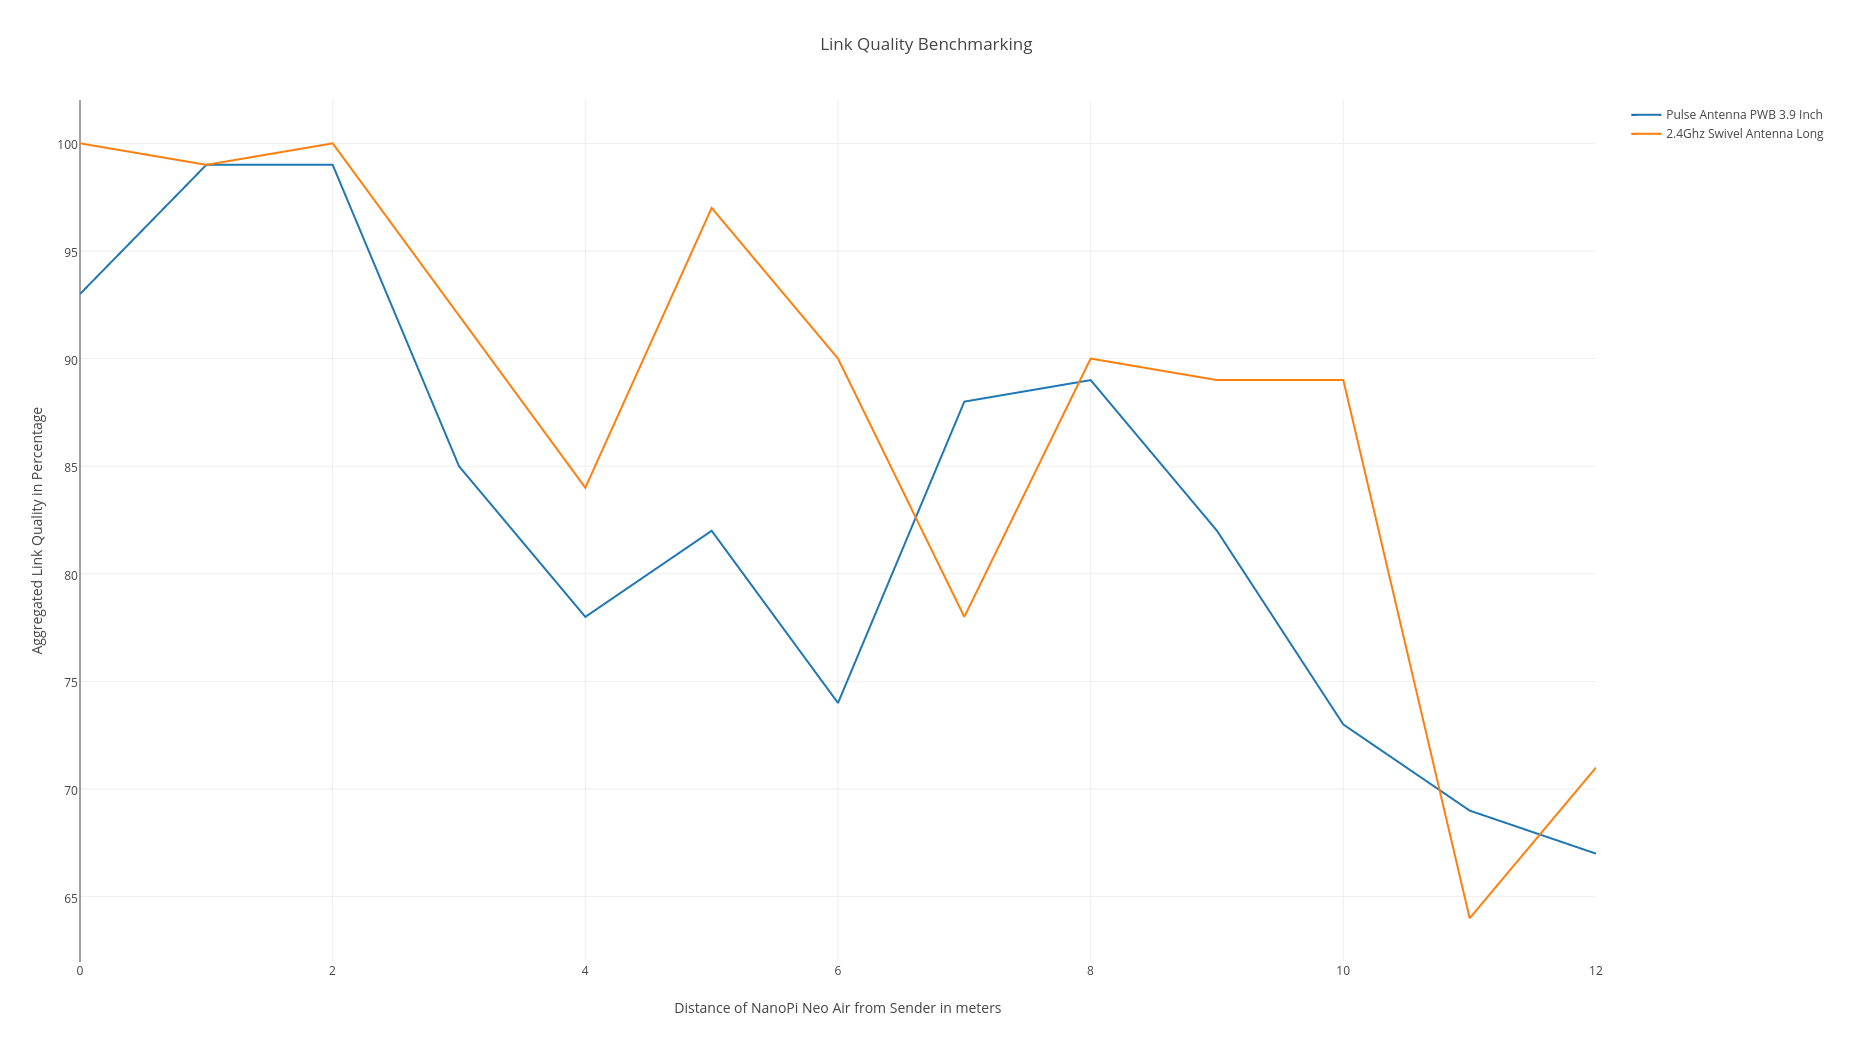 Link Quality Benchmarking
Pulse Antenna PWB 3.9 Inch
2.4Ghz Swivel Antenna Long
Aggregated Link Quality in Percentage
100
95
90
85
80
75
70
65
0 2 4 6 8 10 12
Distance of NanoPi Neo Air from Sender in meters